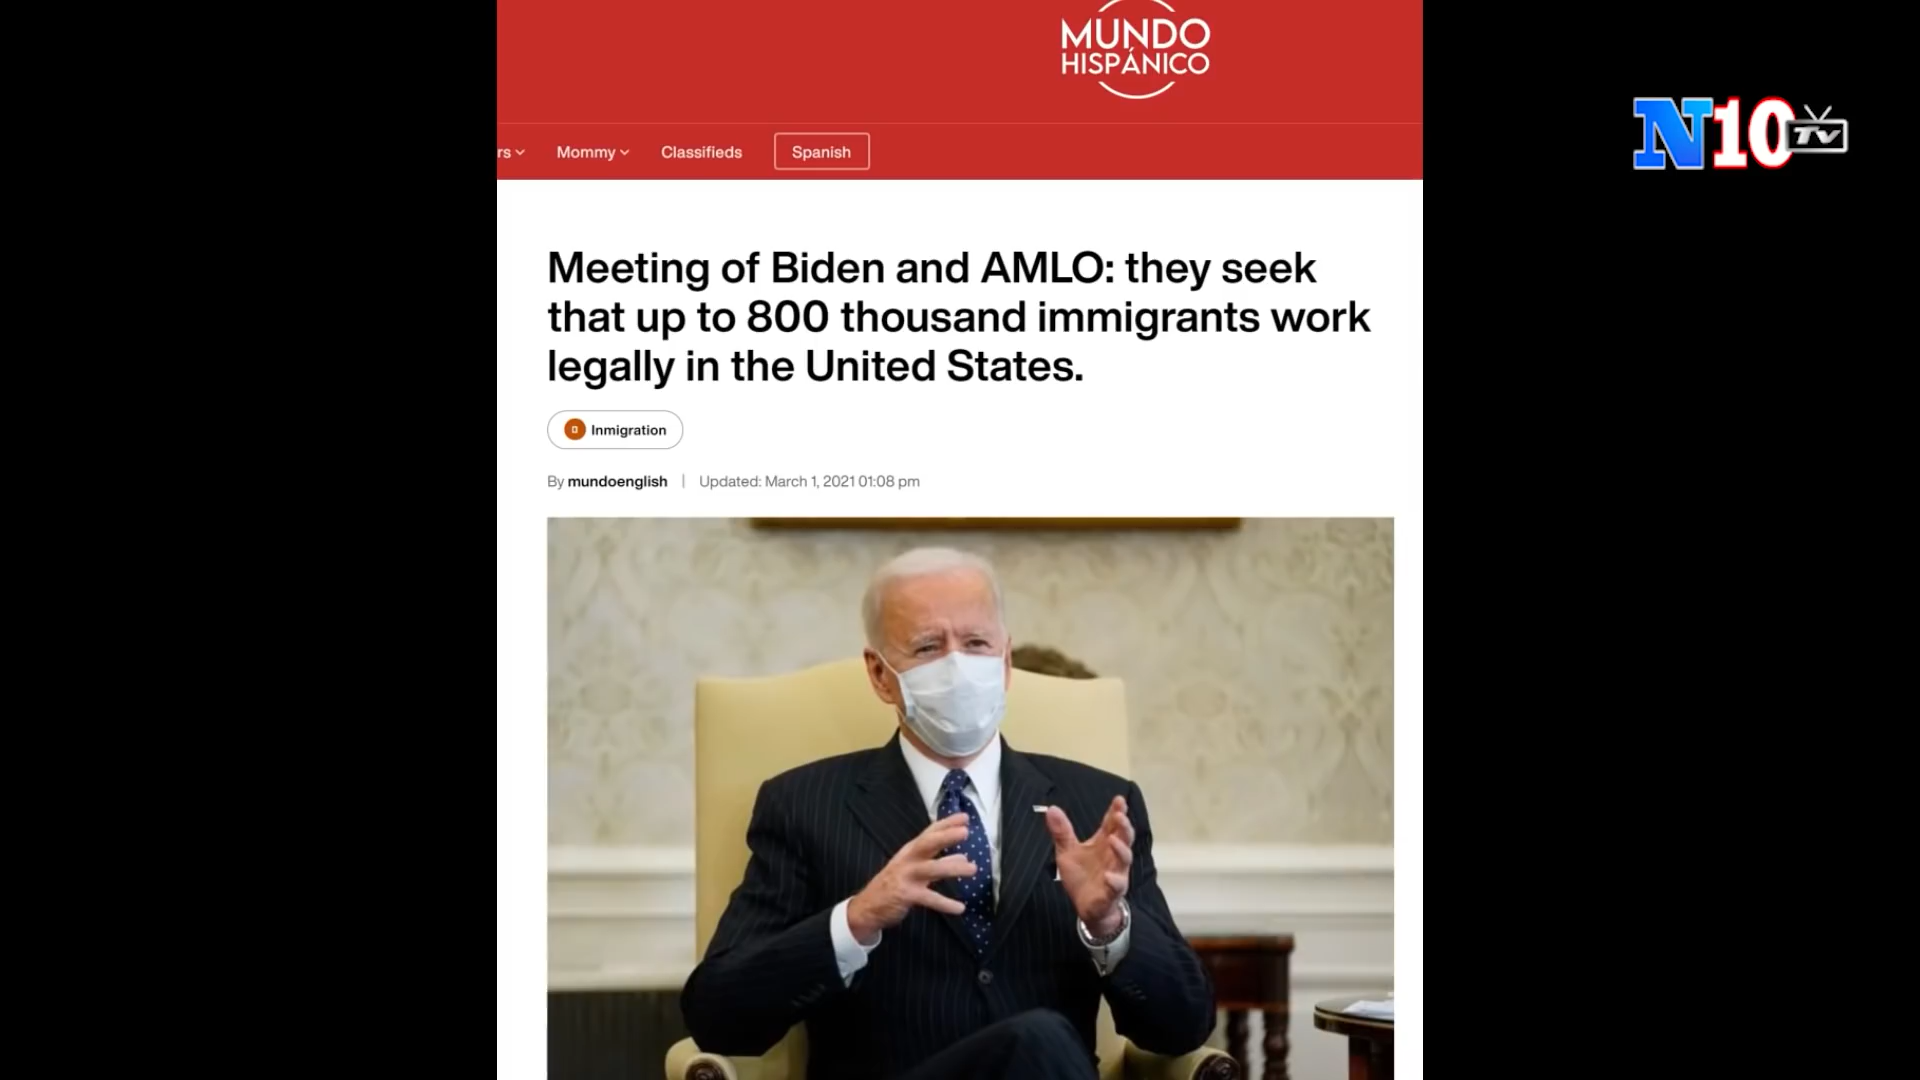 MUNDO
HISPÁNICO
N10 TV
rs Mommy Classifieds Spanish
Meeting of Biden and AMLO: they seek
that up to 800 thousand immigrants work
legally in the United States.
Inmigration
By mundoenglish | Updated: March 1, 2021 01:08 pm